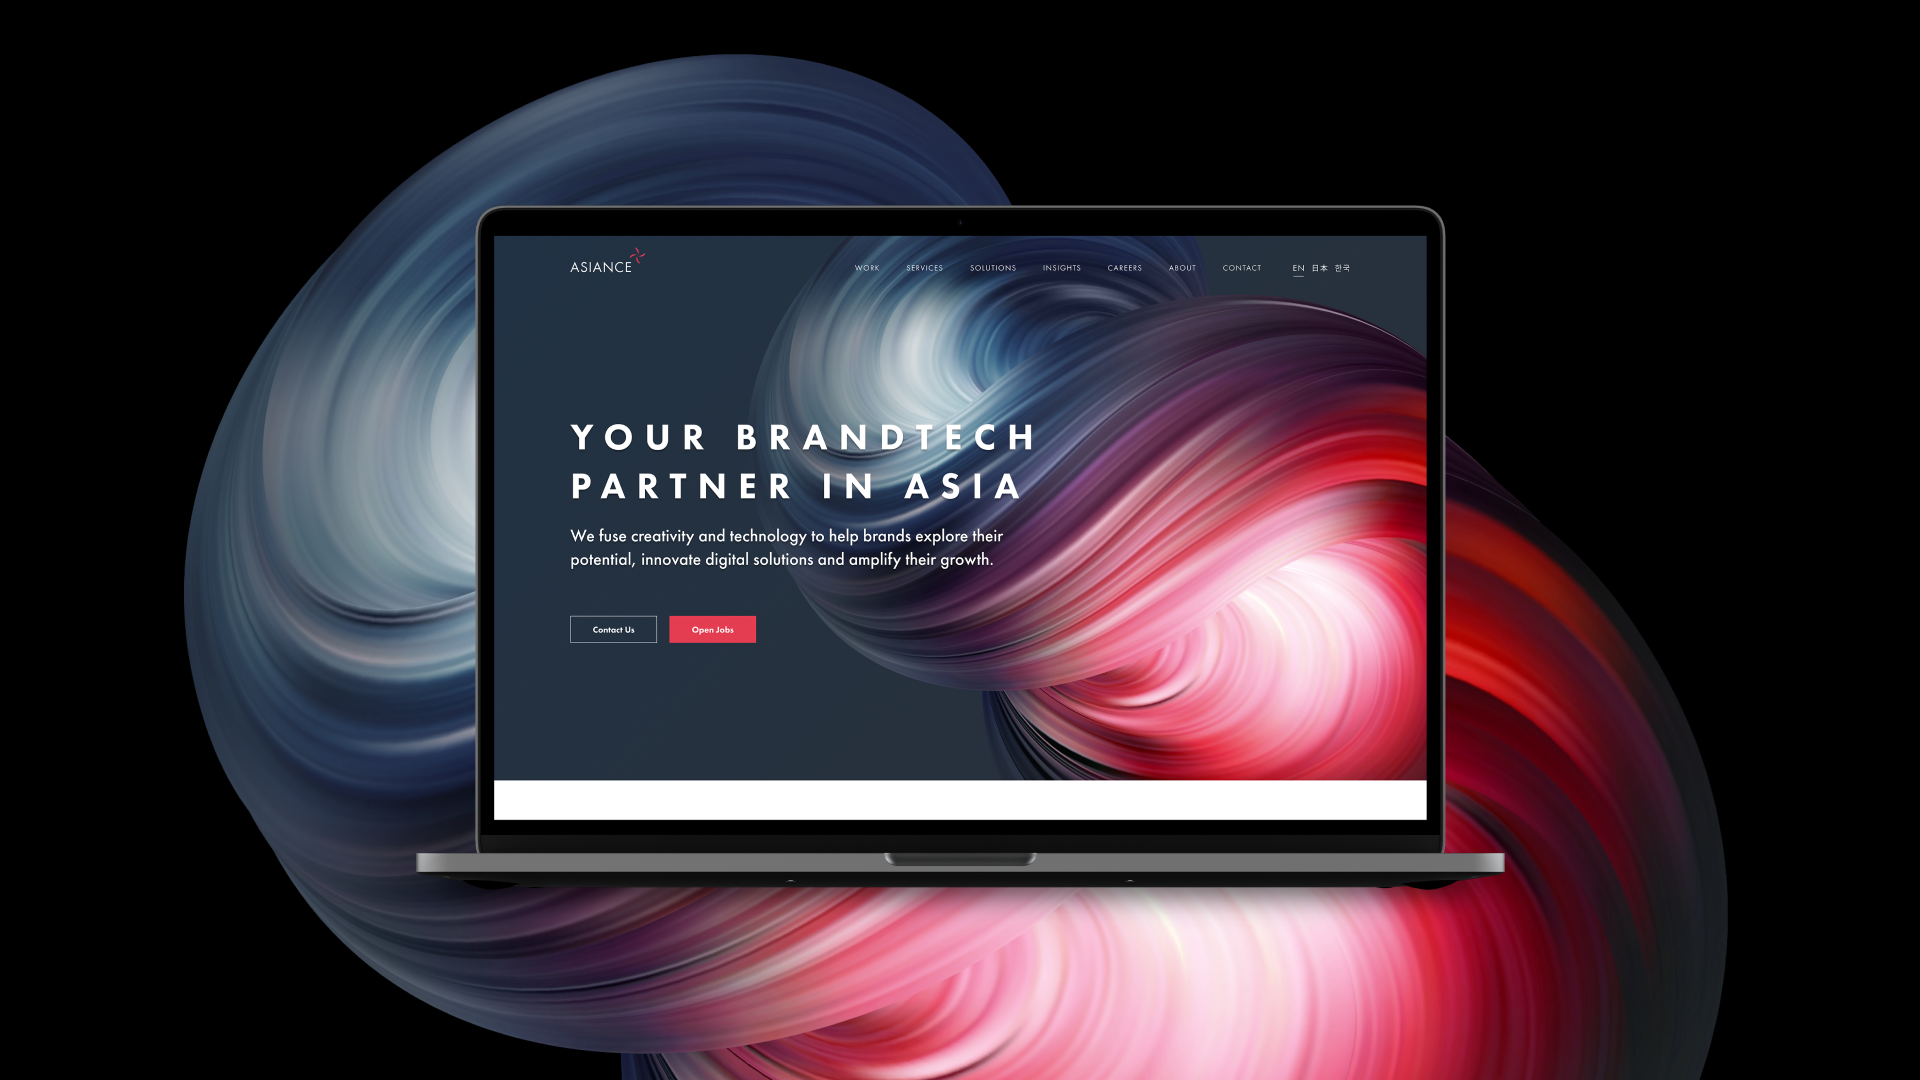 ASIANCE
WORK SERVICES SOLUTIONS INSIGHTS CAREERS ABOUT CONTACT EN 日本 한국
YOUR BRANDTECH
PARTNER IN ASIA
We fuse creativity and technology to help brands explore their
potential, innovate digital solutions and amplify their growth.
Contact Us Open Jobs